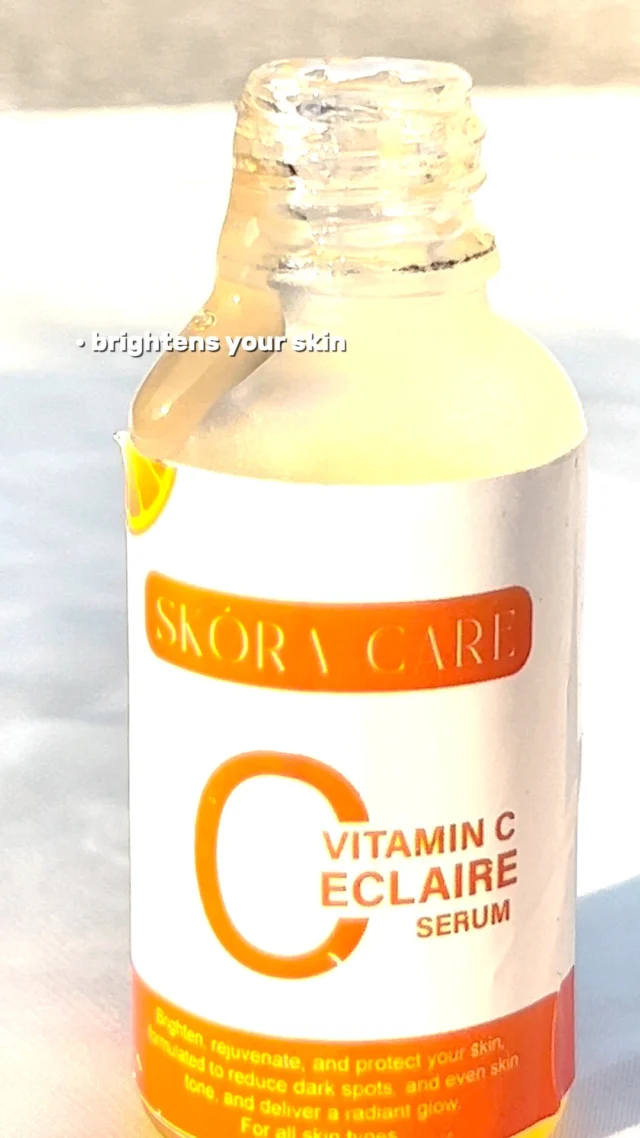 • brightens your skin
SKÓRA CARE
C
VITAMIN C
ECLAIRE
SERUM
Brighten, rejuvenate, and protect your skin,
formulated to reduce dark spots, and even skin
tone, and deliver a radiant glow.
For all skin types